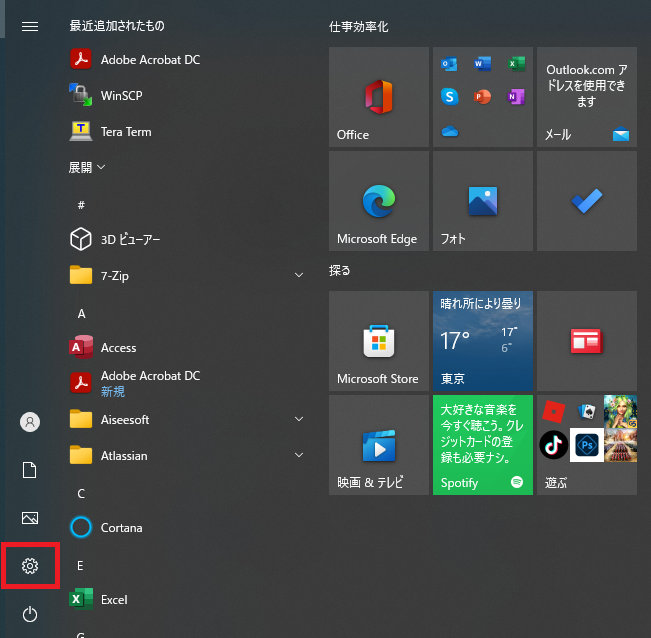 最近追加されたもの
Adobe Acrobat DC
WinSCP
Tera Term
展開
#
3D ビューアー
7-Zip
A
Access
Adobe Acrobat DC
新規
Aiseesoft
Atlassian
C
Cortana
E
Excel
G
仕事効率化
Office
Outlook.com ア
ドレスを使用でき
ます
メール
Microsoft Edge
フォト
探る
Microsoft Store
晴れ所により曇り
17°
17°
6°
東京
映画 & テレビ
大好きな音楽を
今すぐ聴こう。クレ
ジットカードの登
録も必要ナシ。
Spotify
遊ぶ